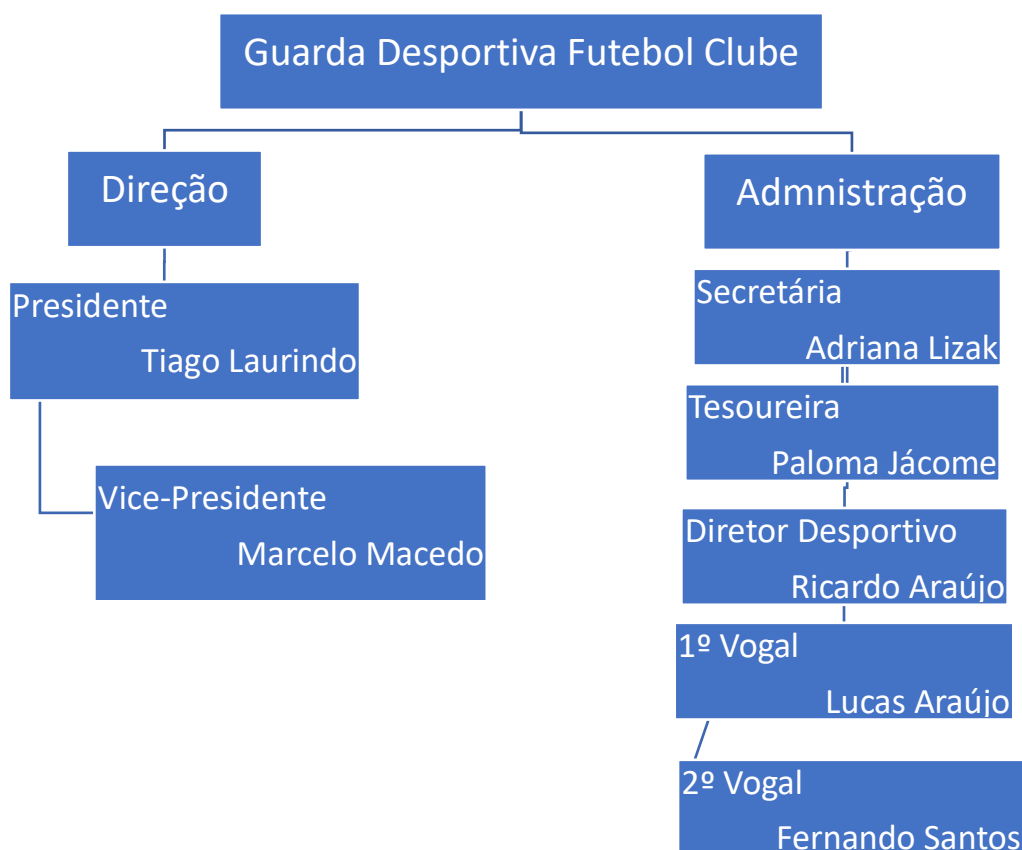 Guarda Desportiva Futebol Clube
Direção
Presidente
Tiago Laurindo
Vice-Presidente
Marcelo Macedo
Admnistração
Secretária
Adriana Lizak
Tesoureira
Paloma Jácome
Diretor Desportivo
Ricardo Araújo
1º Vogal
Lucas Araújo
2º Vogal
Fernando Santos